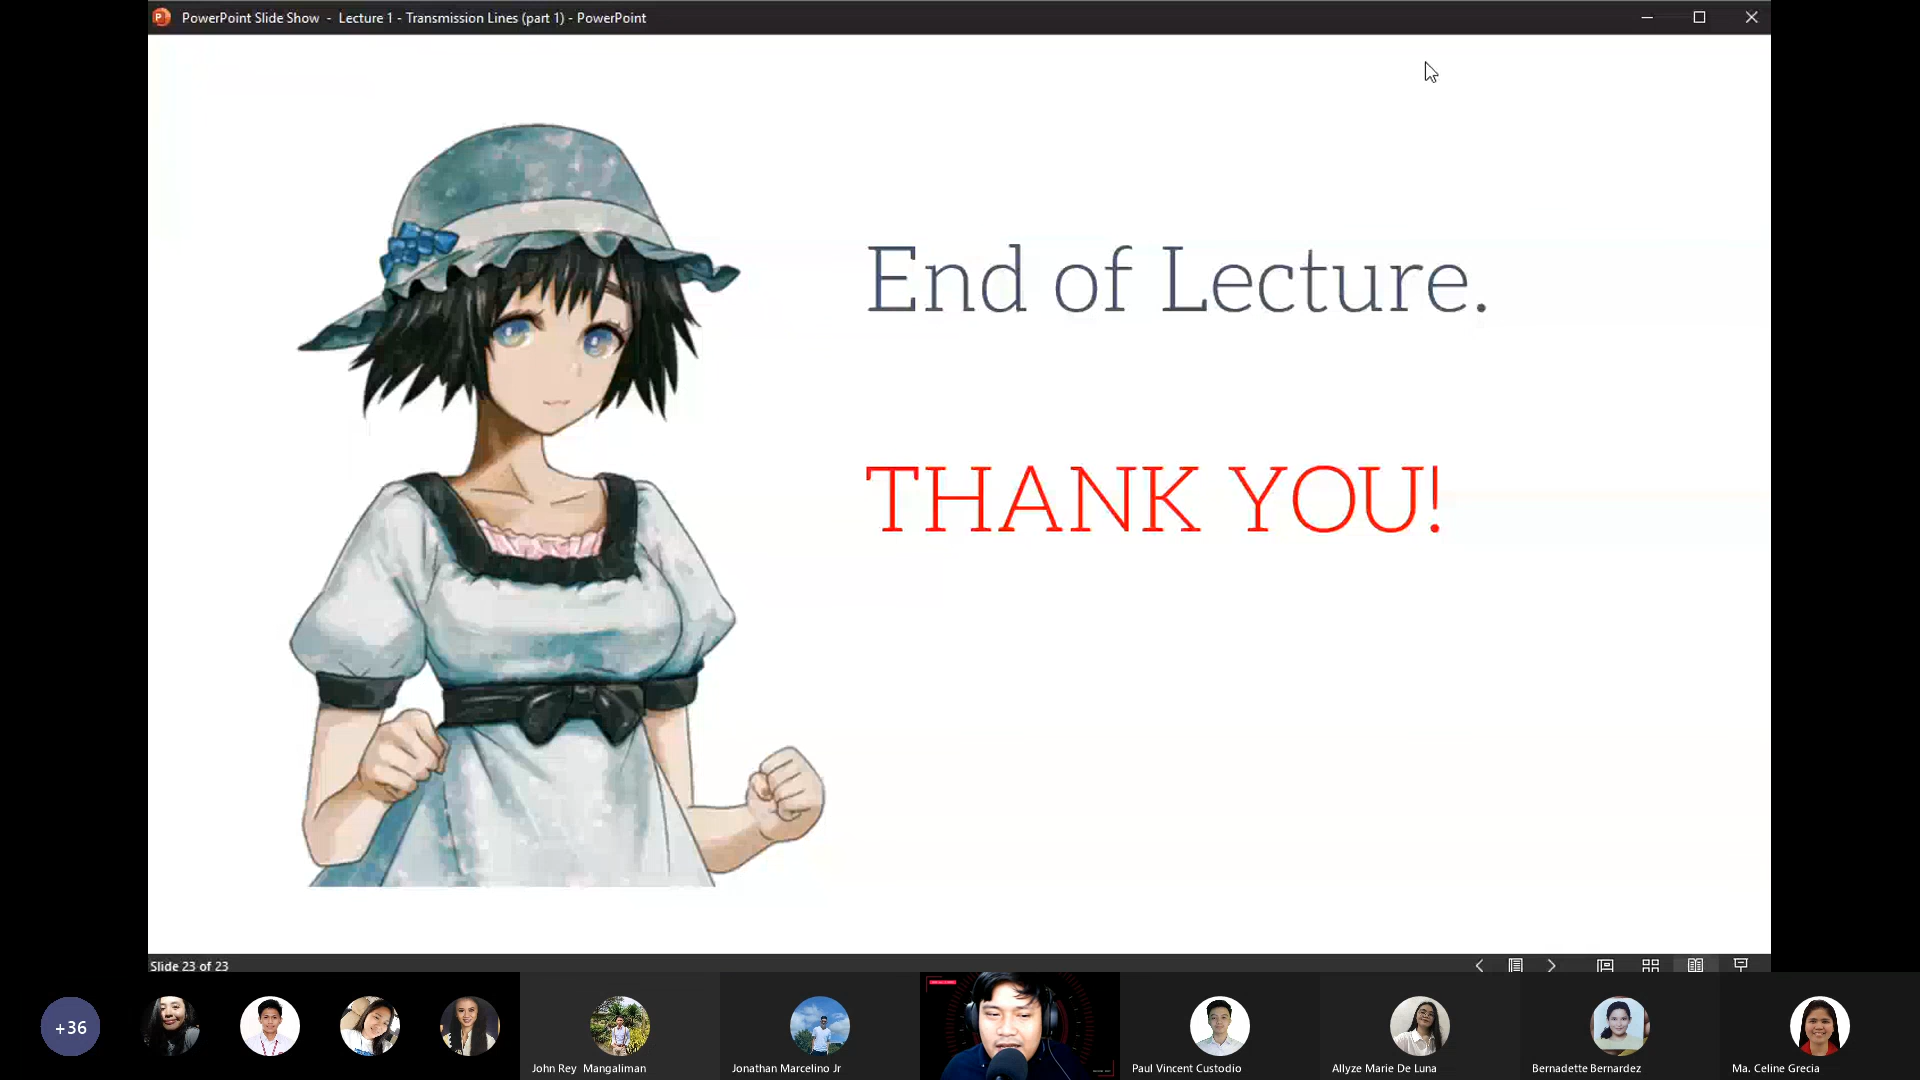 PowerPoint Slide Show  -  Lecture 1 - Transmission Lines (part 1) - PowerPoint
End of Lecture.
THANK YOU!
Slide 23 of 23
+36
John Rey  Mangaliman
Jonathan Marcelino Jr
Paul Vincent Custodio
Allyze Marie De Luna
Bernadette Bernardez
Ma. Celine Grecia